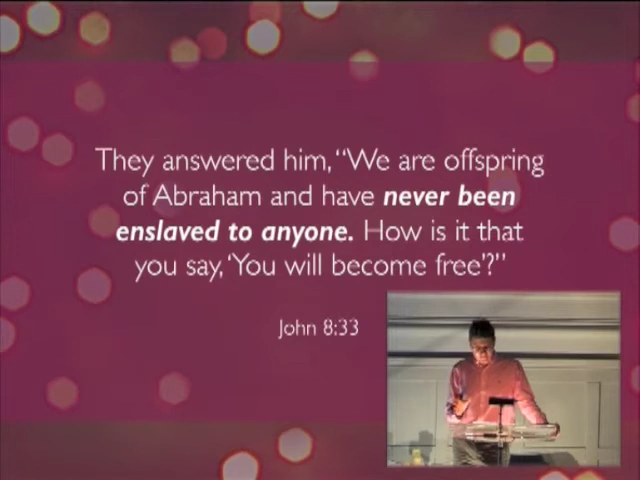 They answered him, “We are offspring
of Abraham and have never been
enslaved to anyone. How is it that
you say, ‘You will become free’?”
John 8:33